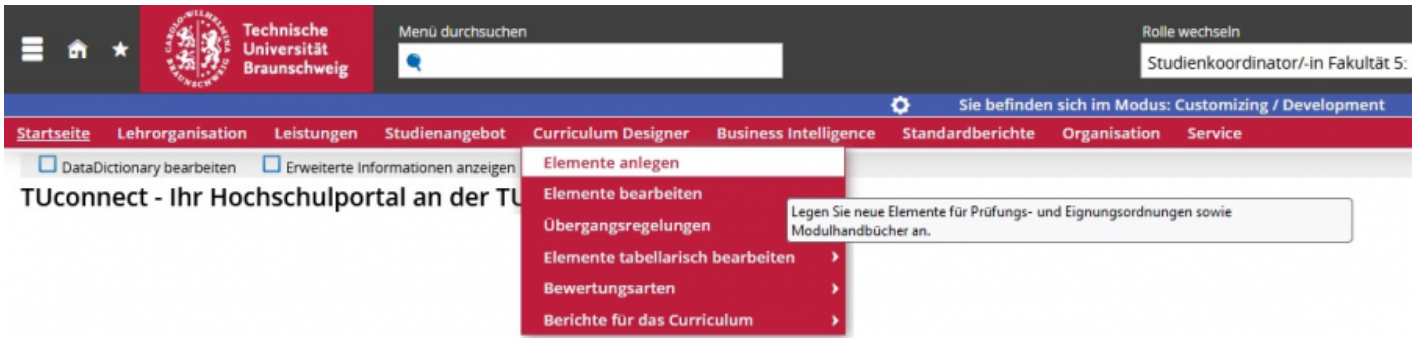 CAROLO-WILHELMINA
BRAUNSCHWEIG
Technische
Universität
Braunschweig
Menü durchsuchen
Rolle wechseln
Studienkoordinator/-in Fakultät 5:
Sie befinden sich im Modus: Customizing / Development
Startseite Lehrorganisation Leistungen Studienangebot Curriculum Designer Business Intelligence Standardberichte Organisation Service
DataDictionary bearbeiten Erweiterte Informationen anzeigen
TUconnect - Ihr Hochschulportal an der TU
Elemente anlegen
Elemente bearbeiten
Übergangsregelungen
Elemente tabellarisch bearbeiten
Bewertungsarten
Berichte für das Curriculum
Legen Sie neue Elemente für Prüfungs- und Eignungsordnungen sowie
Modulhandbücher an.